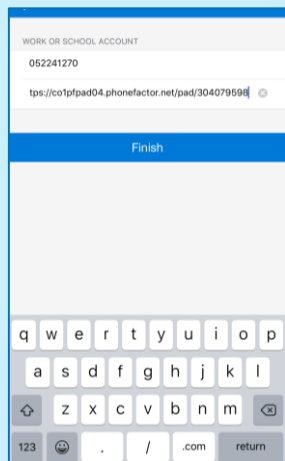 WORK OR SCHOOL ACCOUNT
052241270
tps://co1pfpad04.phonefactor.net/pad/304079598
Finish
q w e r t y u i o p
a s d f g h j k l
z x c v b n m
123 . / .com return